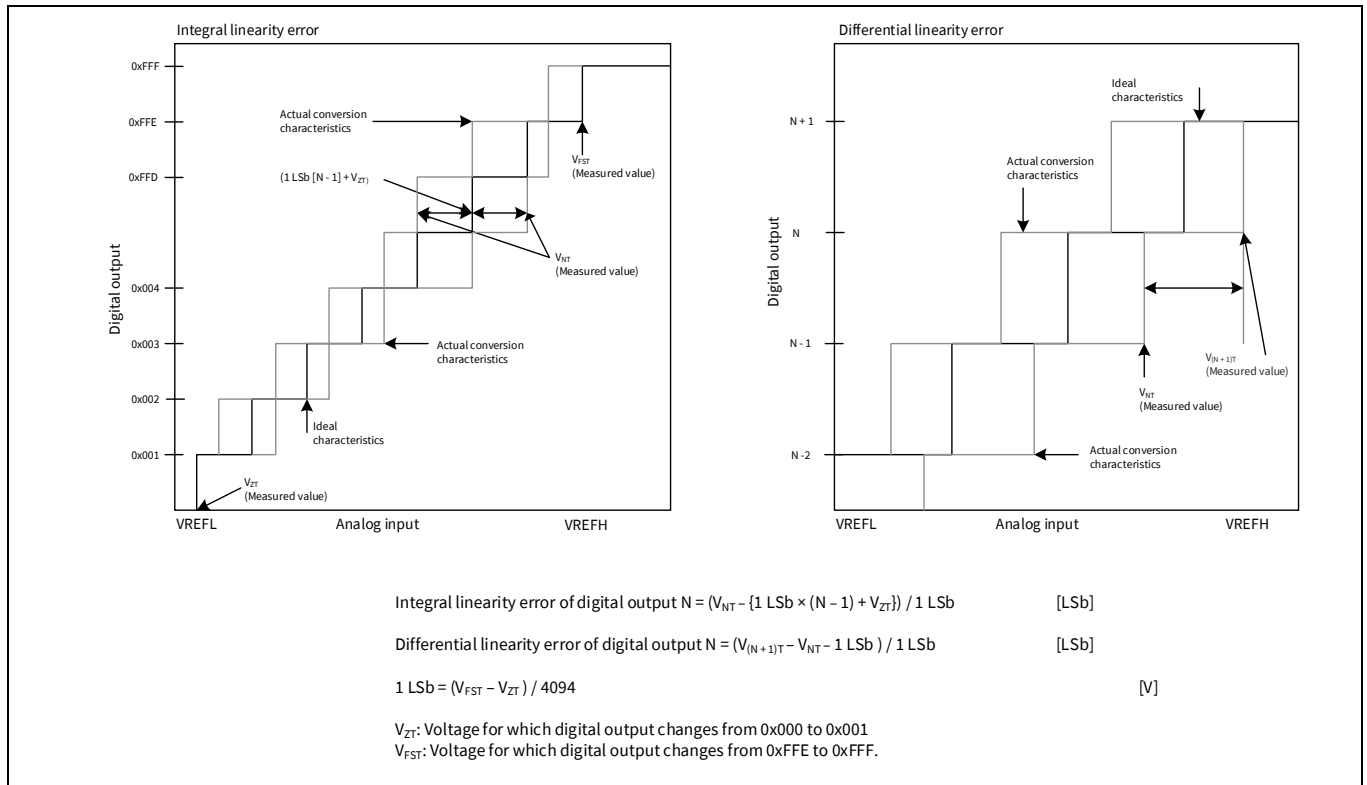 Integral linearity error
0xFFF
0xFFE
0xFFD
0x004
0x003
0x002
0x001
Digital output
Actual conversion
characteristics
(1 LSb [N - 1] + VZT)
VFST
(Measured value)
VNT
(Measured value)
Actual conversion
characteristics
Ideal
characteristics
VZT
(Measured value)
VREFL
Analog input
VREFH
Differential linearity error
N + 1
N
N - 1
N -2
Digital output
Ideal
characteristics
Actual conversion
characteristics
V(N + 1)T
(Measured value)
VNT
(Measured value)
Actual conversion
characteristics
VREFL
Analog input
VREFH
Integral linearity error of digital output N = (VNT – {1 LSb × (N – 1) + VZT}) / 1 LSb [LSb]
Differential linearity error of digital output N = (V(N + 1)T – VNT – 1 LSb ) / 1 LSb [LSb]
1 LSb = (VFST – VZT ) / 4094 [V]
VZT: Voltage for which digital output changes from 0x000 to 0x001
VFST: Voltage for which digital output changes from 0xFFE to 0xFFF.